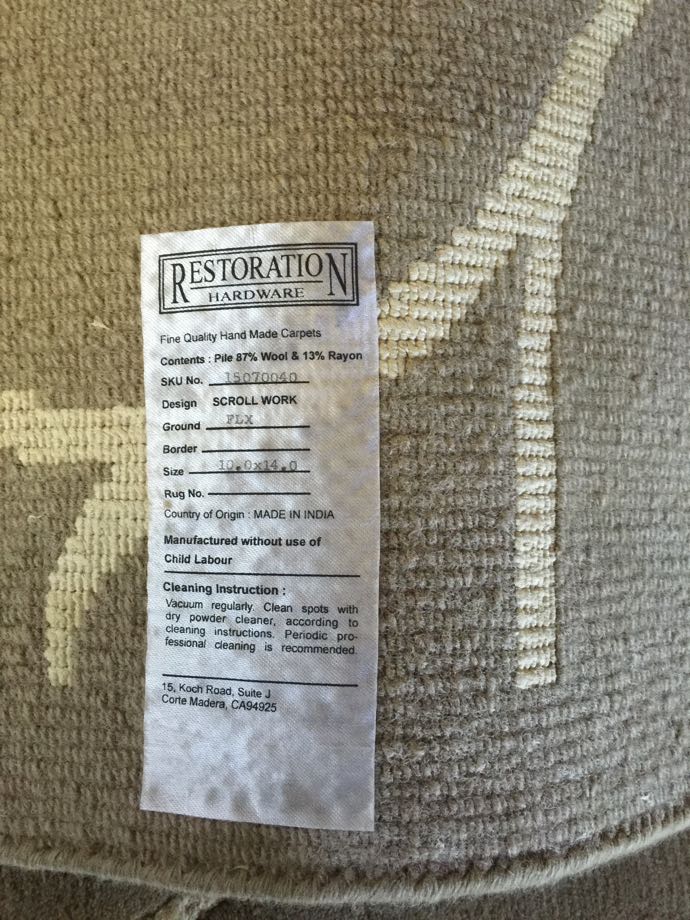 RESTORATION
HARDWARE
Fine Quality Hand Made Carpets
Contents : Pile 87% Wool & 13% Rayon
SKU No. 15070040
Design SCROLL WORK
Ground FLX
Border
Size 10.0x14.0
Rug No.
Country of Origin : MADE IN INDIA
Manufactured without use of
Child Labour
Cleaning Instruction :
Vacuum regularly. Clean spots with
dry powder cleaner, according to
cleaning instructions. Periodic pro-
fessional cleaning is recommended.
15, Koch Road, Suite J
Corte Madera, CA94925